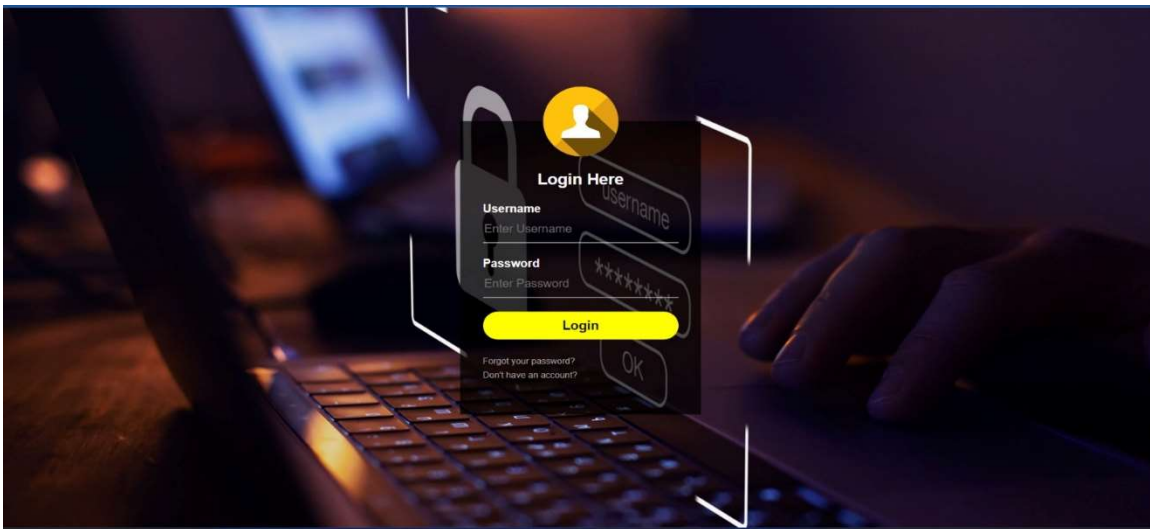 Login Here
username
Username
Enter Username
Password
Enter Password
********
Login
Forgot your password?
Don't have an account?
OK